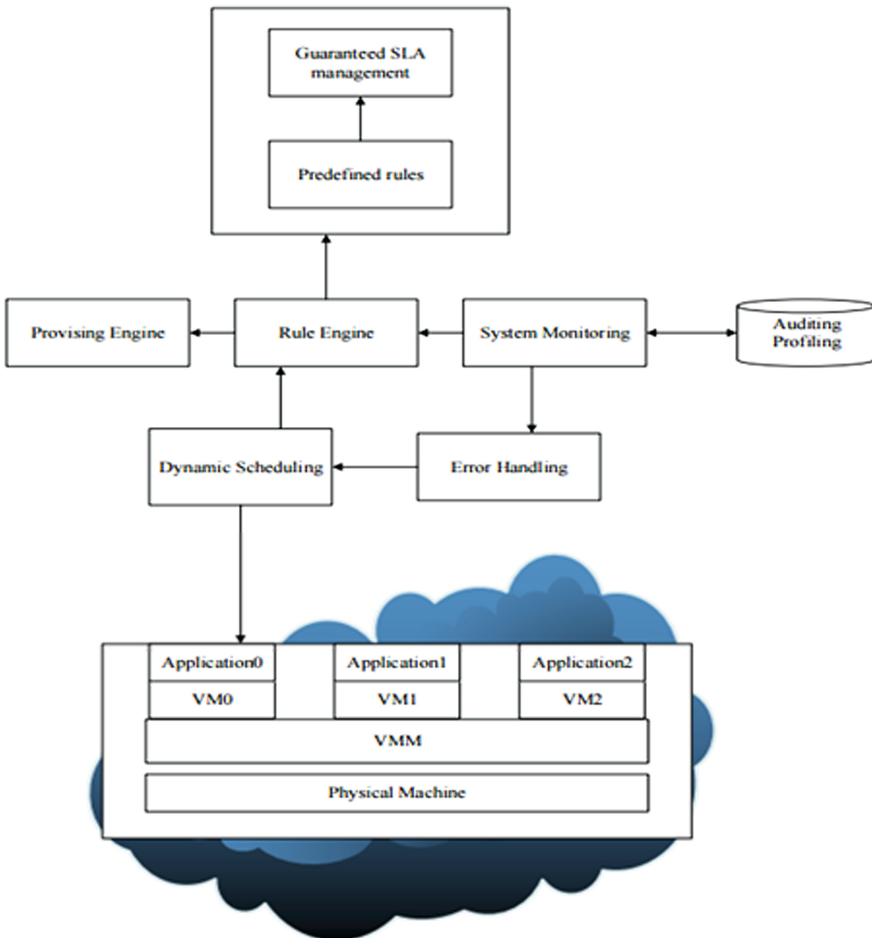 Guaranteed SLA
management
Predefined rules
Provising Engine
Rule Engine
System Monitoring
Auditing
Profiling
Dynamic Scheduling
Error Handling
Application0
Application1
Application2
VM0
VM1
VM2
VMM
Physical Machine